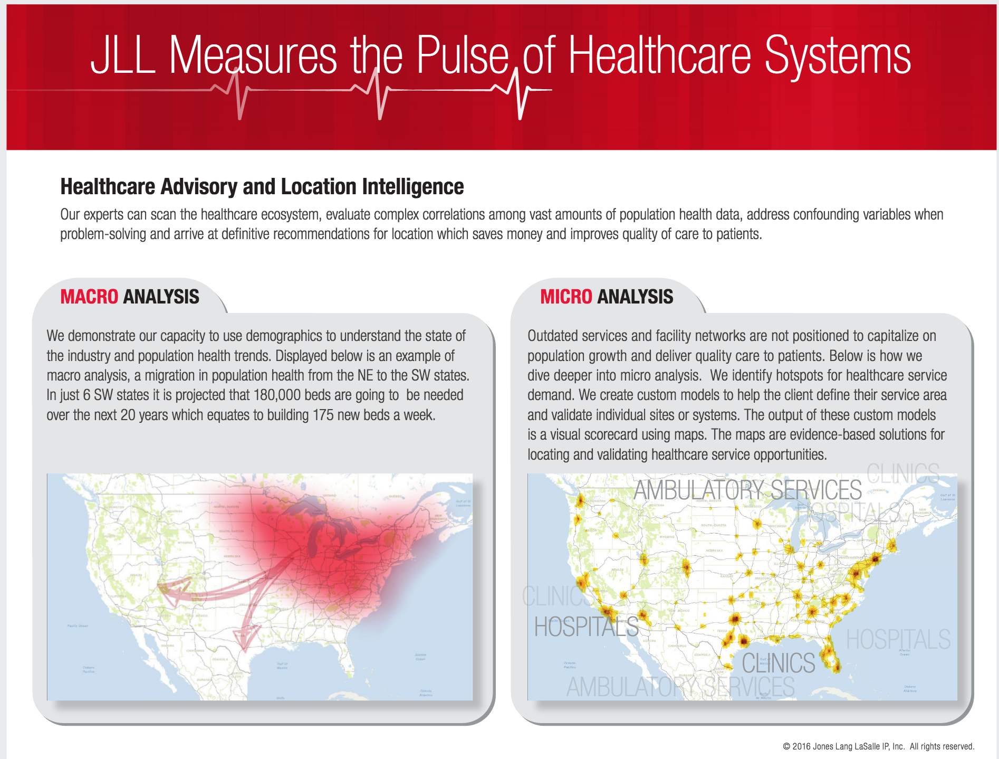 JLL Measures the Pulse of Healthcare Systems
Healthcare Advisory and Location Intelligence
Our experts can scan the healthcare ecosystem, evaluate complex correlations among vast amounts of population health data, address confounding variables when
problem-solving and arrive at definitive recommendations for location which saves money and improves quality of care to patients.
MACRO ANALYSIS
We demonstrate our capacity to use demographics to understand the state of
the industry and population health trends. Displayed below is an example of
macro analysis, a migration in population health from the NE to the SW states.
In just 6 SW states it is projected that 180,000 beds are going to  be needed
over the next 20 years which equates to building 175 new beds a week.
MICRO ANALYSIS
Outdated services and facility networks are not positioned to capitalize on
population growth and deliver quality care to patients. Below is how we
dive deeper into micro analysis.  We identify hotspots for healthcare service
demand. We create custom models to help the client define their service area
and validate individual sites or systems. The output of these custom models
is a visual scorecard using maps. The maps are evidence-based solutions for
locating and validating healthcare service opportunities.
CLINICS
AMBULATORY SERVICES
HOSPITALS
CLINICS
HOSPITALS
HOSPITALS
CLINICS
AMBULATORY SERVICES
© 2016 Jones Lang LaSalle IP, Inc.  All rights reserved.